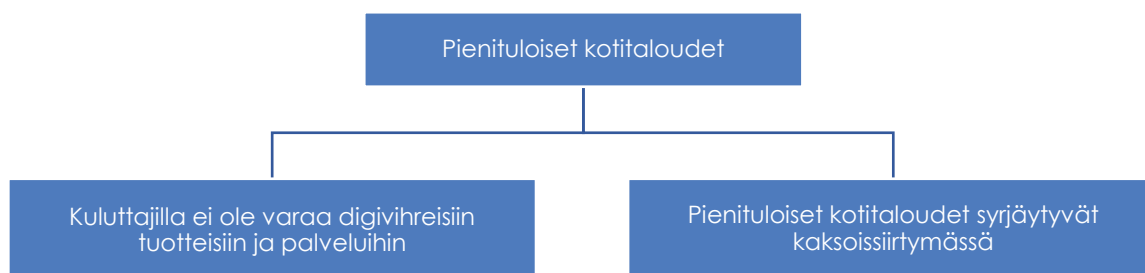 Pienituloiset kotitaloudet
Kuluttajilla ei ole varaa digivihreisiin
tuotteisiin ja palveluihin
Pienituloiset kotitaloudet syrjäytyvät
kaksoissiirtymässä